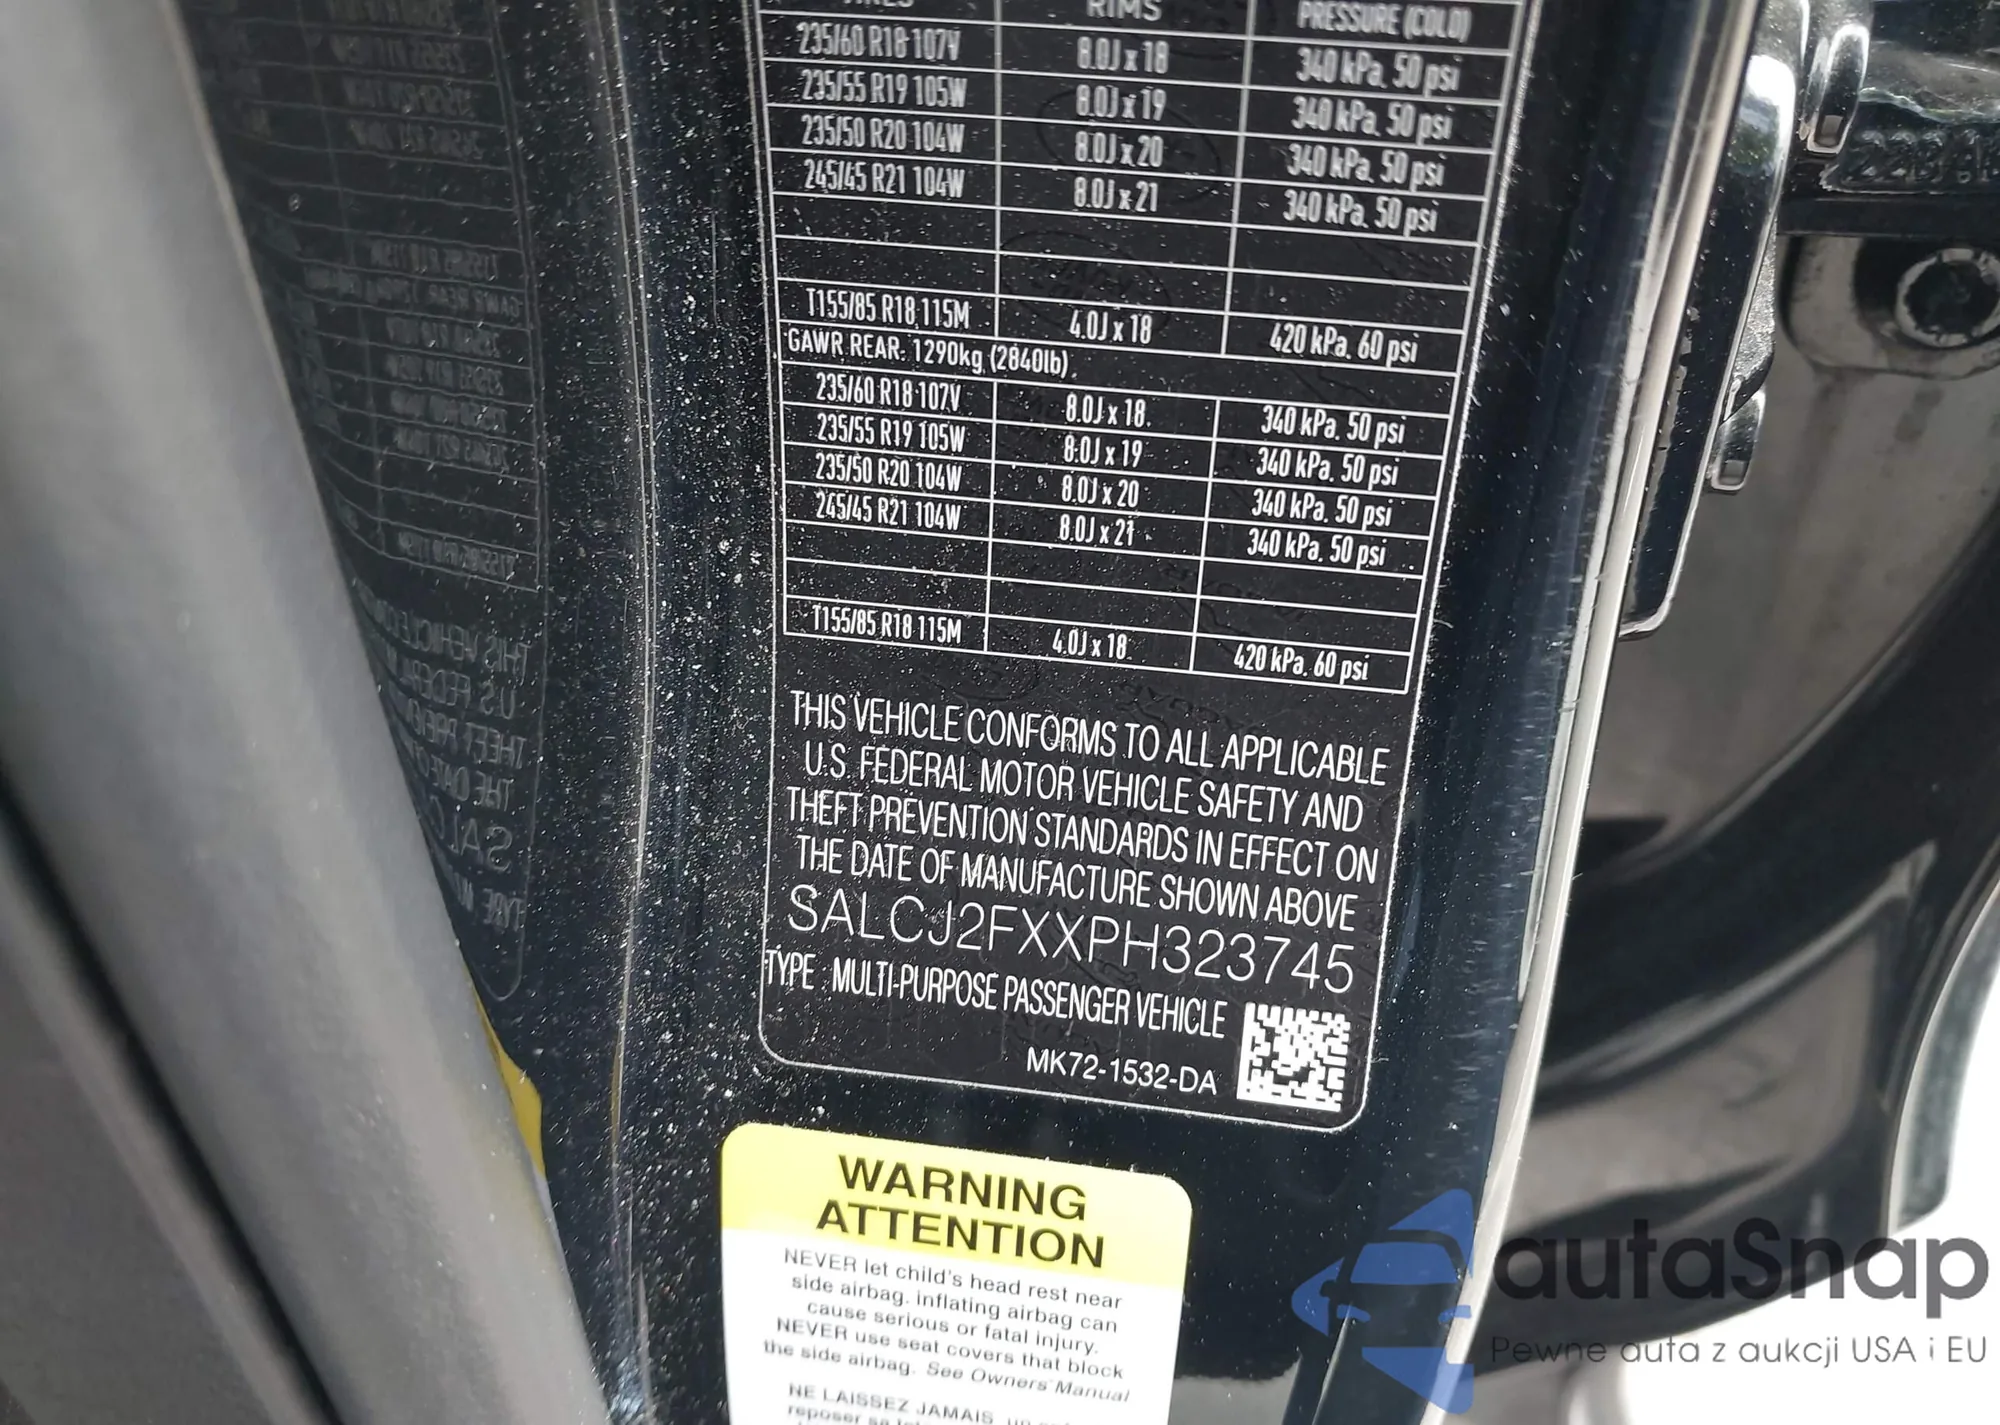 RIMS
PRESSURE (COLD)
235/60 R18 107V 8.0J x 18 340 kPa. 50 psi
235/55 R19 105W 8.0J x 19 340 kPa. 50 psi
235/50 R20 104W 8.0J x 20 340 kPa. 50 psi
245/45 R21 104W 8.0J x 21 340 kPa. 50 psi
T155/85 R18 115M 4.0J x 18 420 kPa. 60 psi
GAWR REAR: 1290kg (2840lb)
235/60 R18 107V 8.0J x 18 340 kPa. 50 psi
235/55 R19 105W 8.0J x 19 340 kPa. 50 psi
235/50 R20 104W 8.0J x 20 340 kPa. 50 psi
245/45 R21 104W 8.0J x 21 340 kPa. 50 psi
T155/85 R18 115M 4.0J x 18 420 kPa. 60 psi
THIS VEHICLE CONFORMS TO ALL APPLICABLE
U.S. FEDERAL MOTOR VEHICLE SAFETY AND
THEFT PREVENTION STANDARDS IN EFFECT ON
THE DATE OF MANUFACTURE SHOWN ABOVE
SALCJ2FXXPH323745
TYPE : MULTI-PURPOSE PASSENGER VEHICLE
MK72-1532-DA
WARNING
ATTENTION
NEVER let child's head rest near
side airbag. inflating airbag can
cause serious or fatal injury.
NEVER use seat covers that block
the side airbag. See Owners' Manual
NE LAISSEZ JAMAIS
reposer sa
autaSnap
Pewne auta z aukcji USA i EU